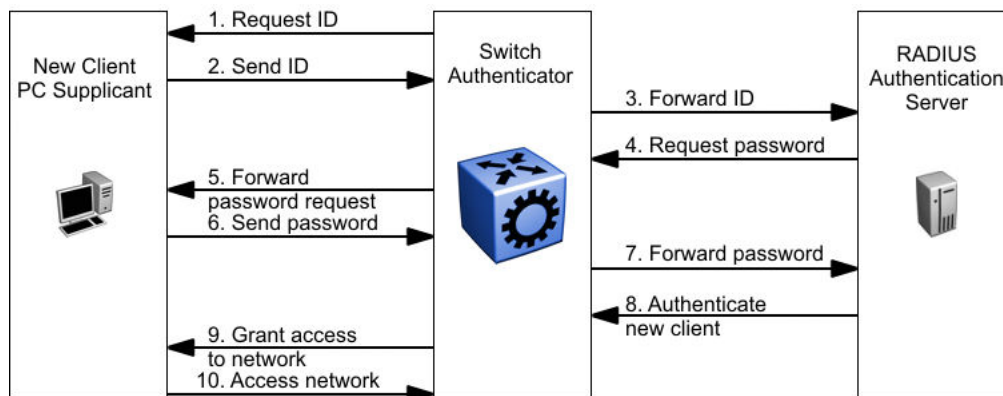 New Client
PC Supplicant
Switch
Authenticator
RADIUS
Authentication
Server
1. Request ID
2. Send ID
3. Forward ID
4. Request password
5. Forward
password request
6. Send password
7. Forward password
8. Authenticate
new client
9. Grant access
to network
10. Access network